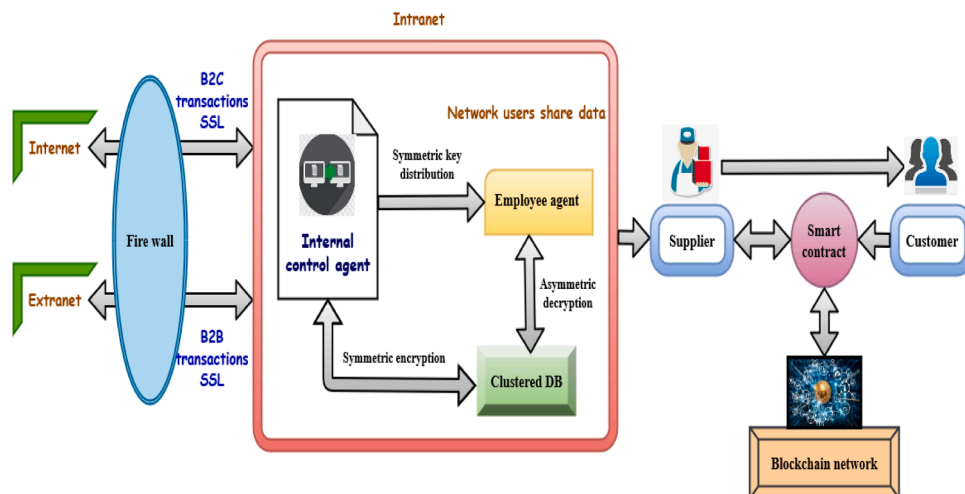 Intranet
B2C
transactions
SSL
Internet
Fire wall
Extranet
B2B
transactions
SSL
Network users share data
Symmetric key
distribution
Internal
control agent
Employee agent
Asymmetric
decryption
Symmetric encryption
Clustered DB
Supplier
Smart
contract
Customer
Blockchain network